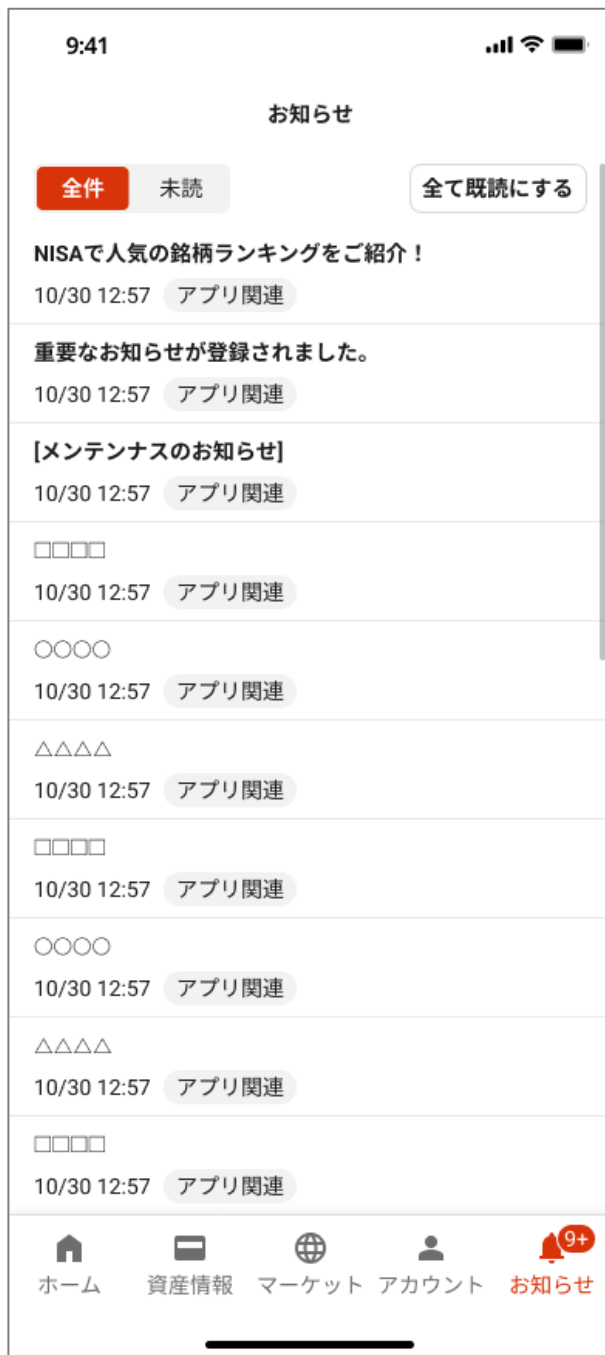 9:41
お知らせ
全件 未読 全て既読にする
NISAで人気の銘柄ランキングをご紹介！
10/30 12:57 アプリ関連
重要なお知らせが登録されました。
10/30 12:57 アプリ関連
[メンテンナスのお知らせ]
10/30 12:57 アプリ関連
□□□□
10/30 12:57 アプリ関連
○○○○
10/30 12:57 アプリ関連
△△△△
10/30 12:57 アプリ関連
□□□□
10/30 12:57 アプリ関連
○○○○
10/30 12:57 アプリ関連
△△△△
10/30 12:57 アプリ関連
□□□□
10/30 12:57 アプリ関連
9+
ホーム 資産情報 マーケット アカウント お知らせ